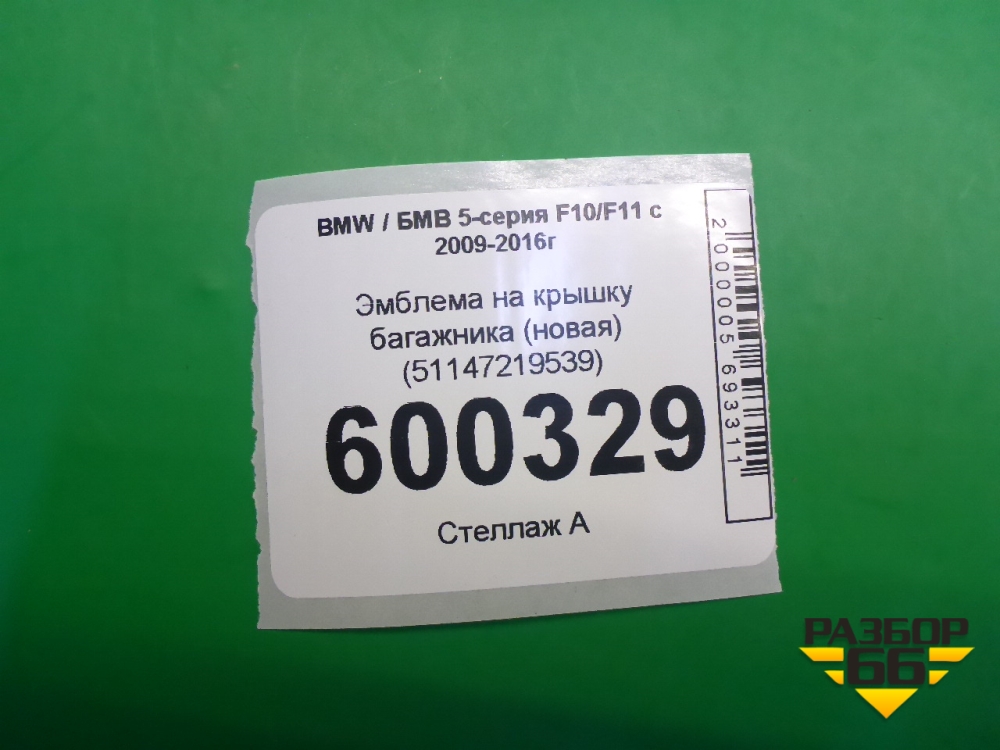 BMW / БМВ 5-серия F10/F11 с
2009-2016г
Эмблема на крышку
багажника (новая)
(51147219539)
600329
Стеллаж А
2000005693311
РАЗБОР
66